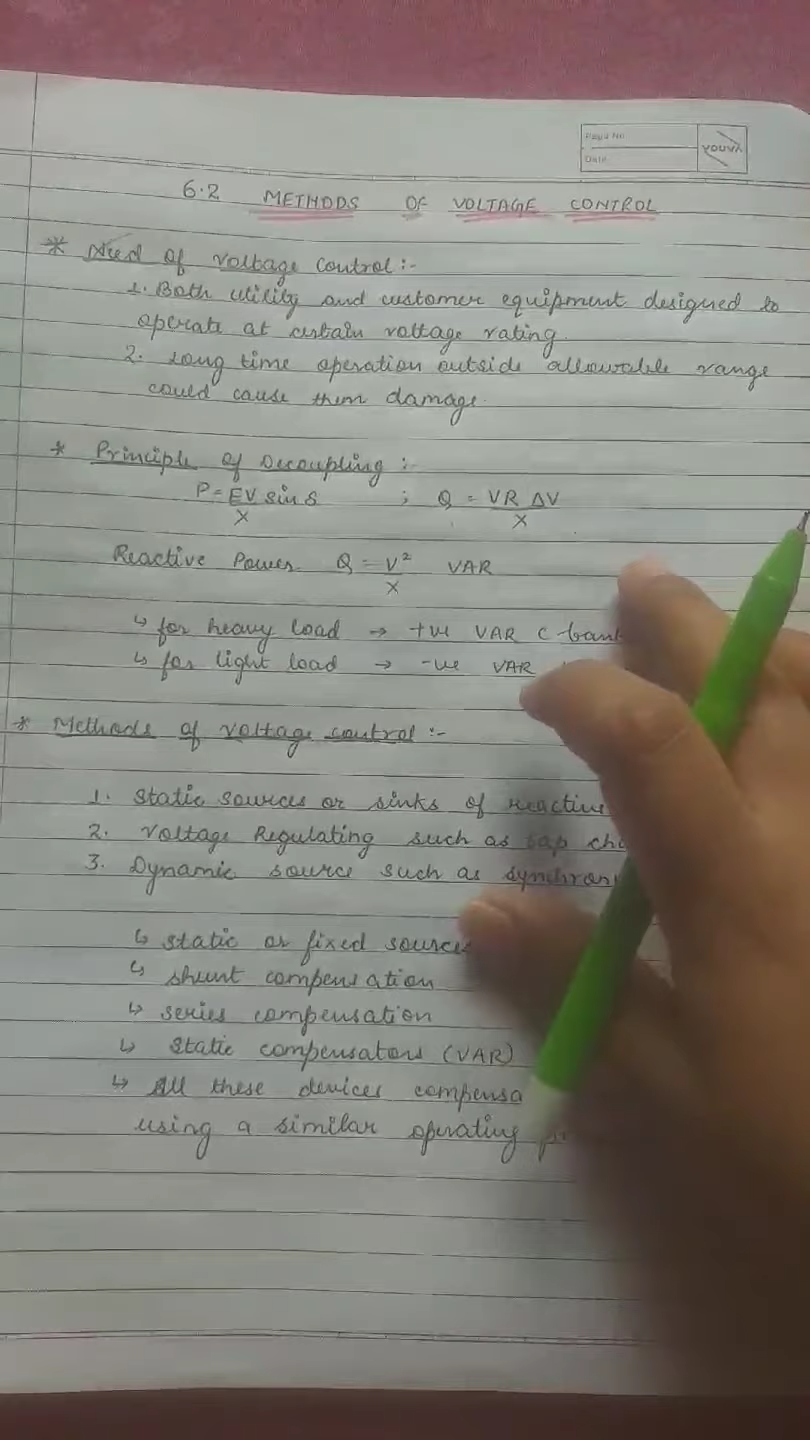 Page No.
Date
YOUVA
6.2 METHODS OF VOLTAGE CONTROL
* Need of voltage control :-
1. Both utility and customer equipment designed to
operate at certain voltage rating.
2. Long time operation outside allowable range
could cause them damage.
* Principle of Decoupling :-
P = EV sin δ / X ; Q = VR ΔV / X
Reactive Power Q = V² / X VAR
↳ for heavy load → +ve VAR C
↳ for light load → -ve VAR
* Methods of voltage control :-
1. Static sources or sinks of reactive
2. Voltage Regulating such as tap
3. Dynamic source such as
↳ static or fixed sources
↳ shunt compensation
↳ series compensation
↳ Static compensators (VAR)
↳ All these devices
using a similar operating